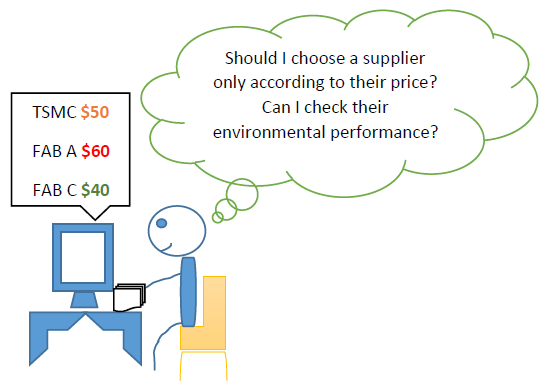 Should I choose a supplier
only according to their price?
Can I check their
environmental performance?
TSMC $50
FAB A $60
FAB C $40